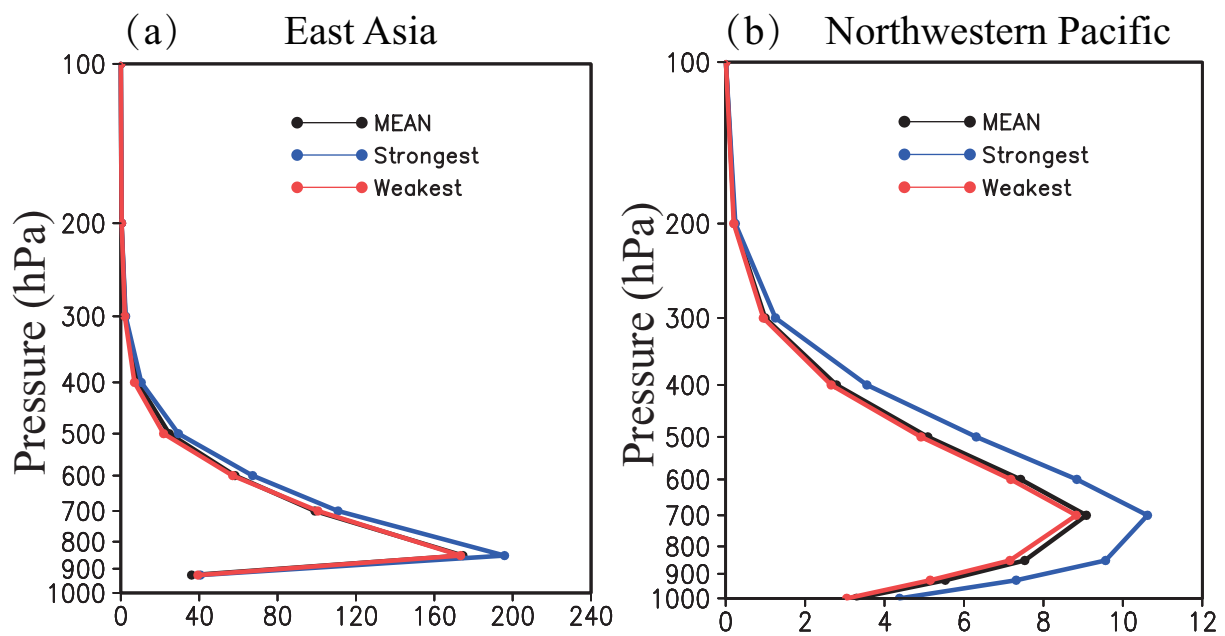 (a) East Asia
100
200
300
400
500
600
700
800
900
1000
Pressure (hPa)
MEAN
Strongest
Weakest
0 40 80 120 160 200 240
(b) Northwestern Pacific
100
200
300
400
500
600
700
800
900
1000
Pressure (hPa)
MEAN
Strongest
Weakest
0 2 4 6 8 10 12